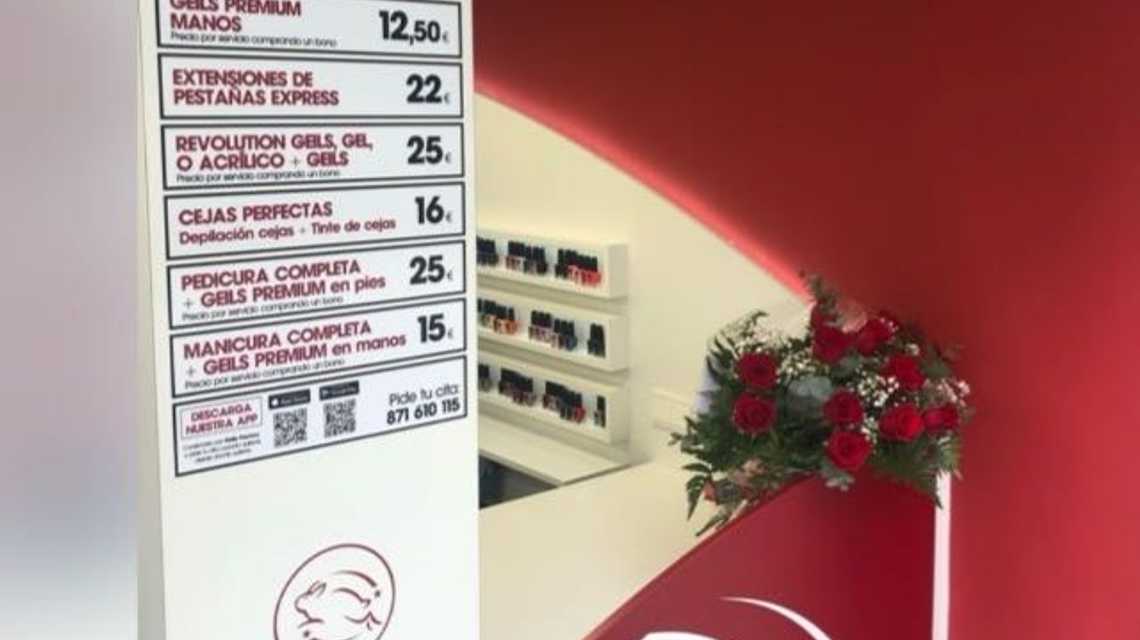 GEILS PREMIUM
MANOS
12,50€
Precio por servicio comprando un bono
EXTENSIONES DE
PESTAÑAS EXPRESS
22€
REVOLUTION GEILS, GEL,
O ACRÍLICO + GEILS
25€
Precio por servicio comprando un bono
CEJAS PERFECTAS
16€
Depilación cejas + Tinte de cejas
PEDICURA COMPLETA
+ GEILS PREMIUM en pies
25€
Precio por servicio comprando un bono
MANICURA COMPLETA
+ GEILS PREMIUM en manos
15€
Precio por servicio comprando un bono
DESCARGA
NUESTRA APP
Pide tu cita:
871 610 115